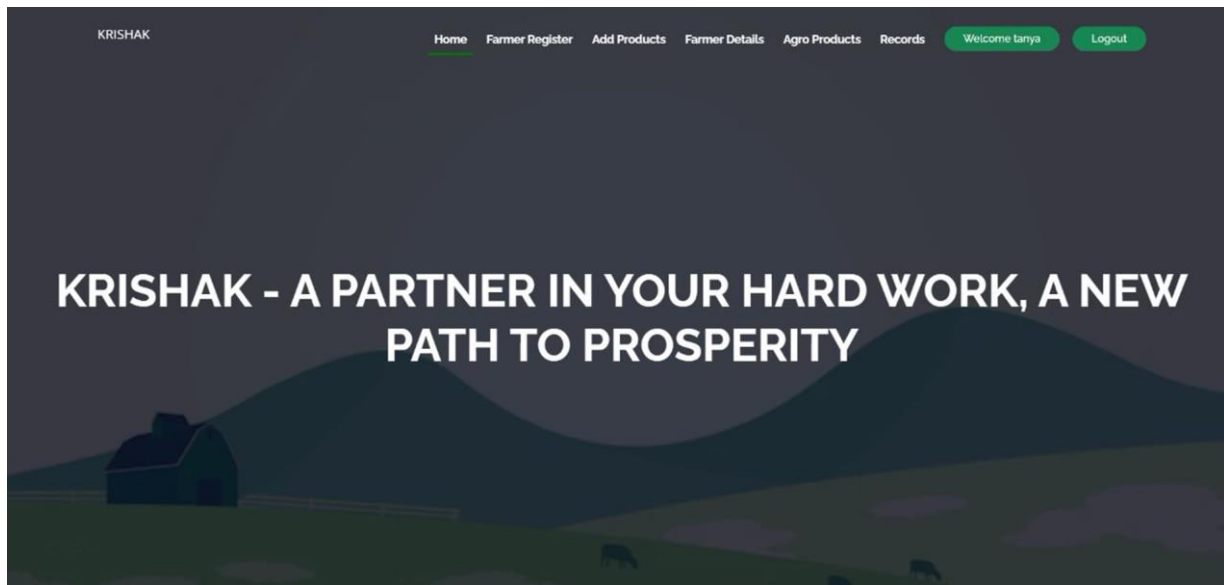 KRISHAK
Home Farmer Register Add Products Farmer Details Agro Products Records Welcome tanya Logout
KRISHAK - A PARTNER IN YOUR HARD WORK, A NEW
PATH TO PROSPERITY